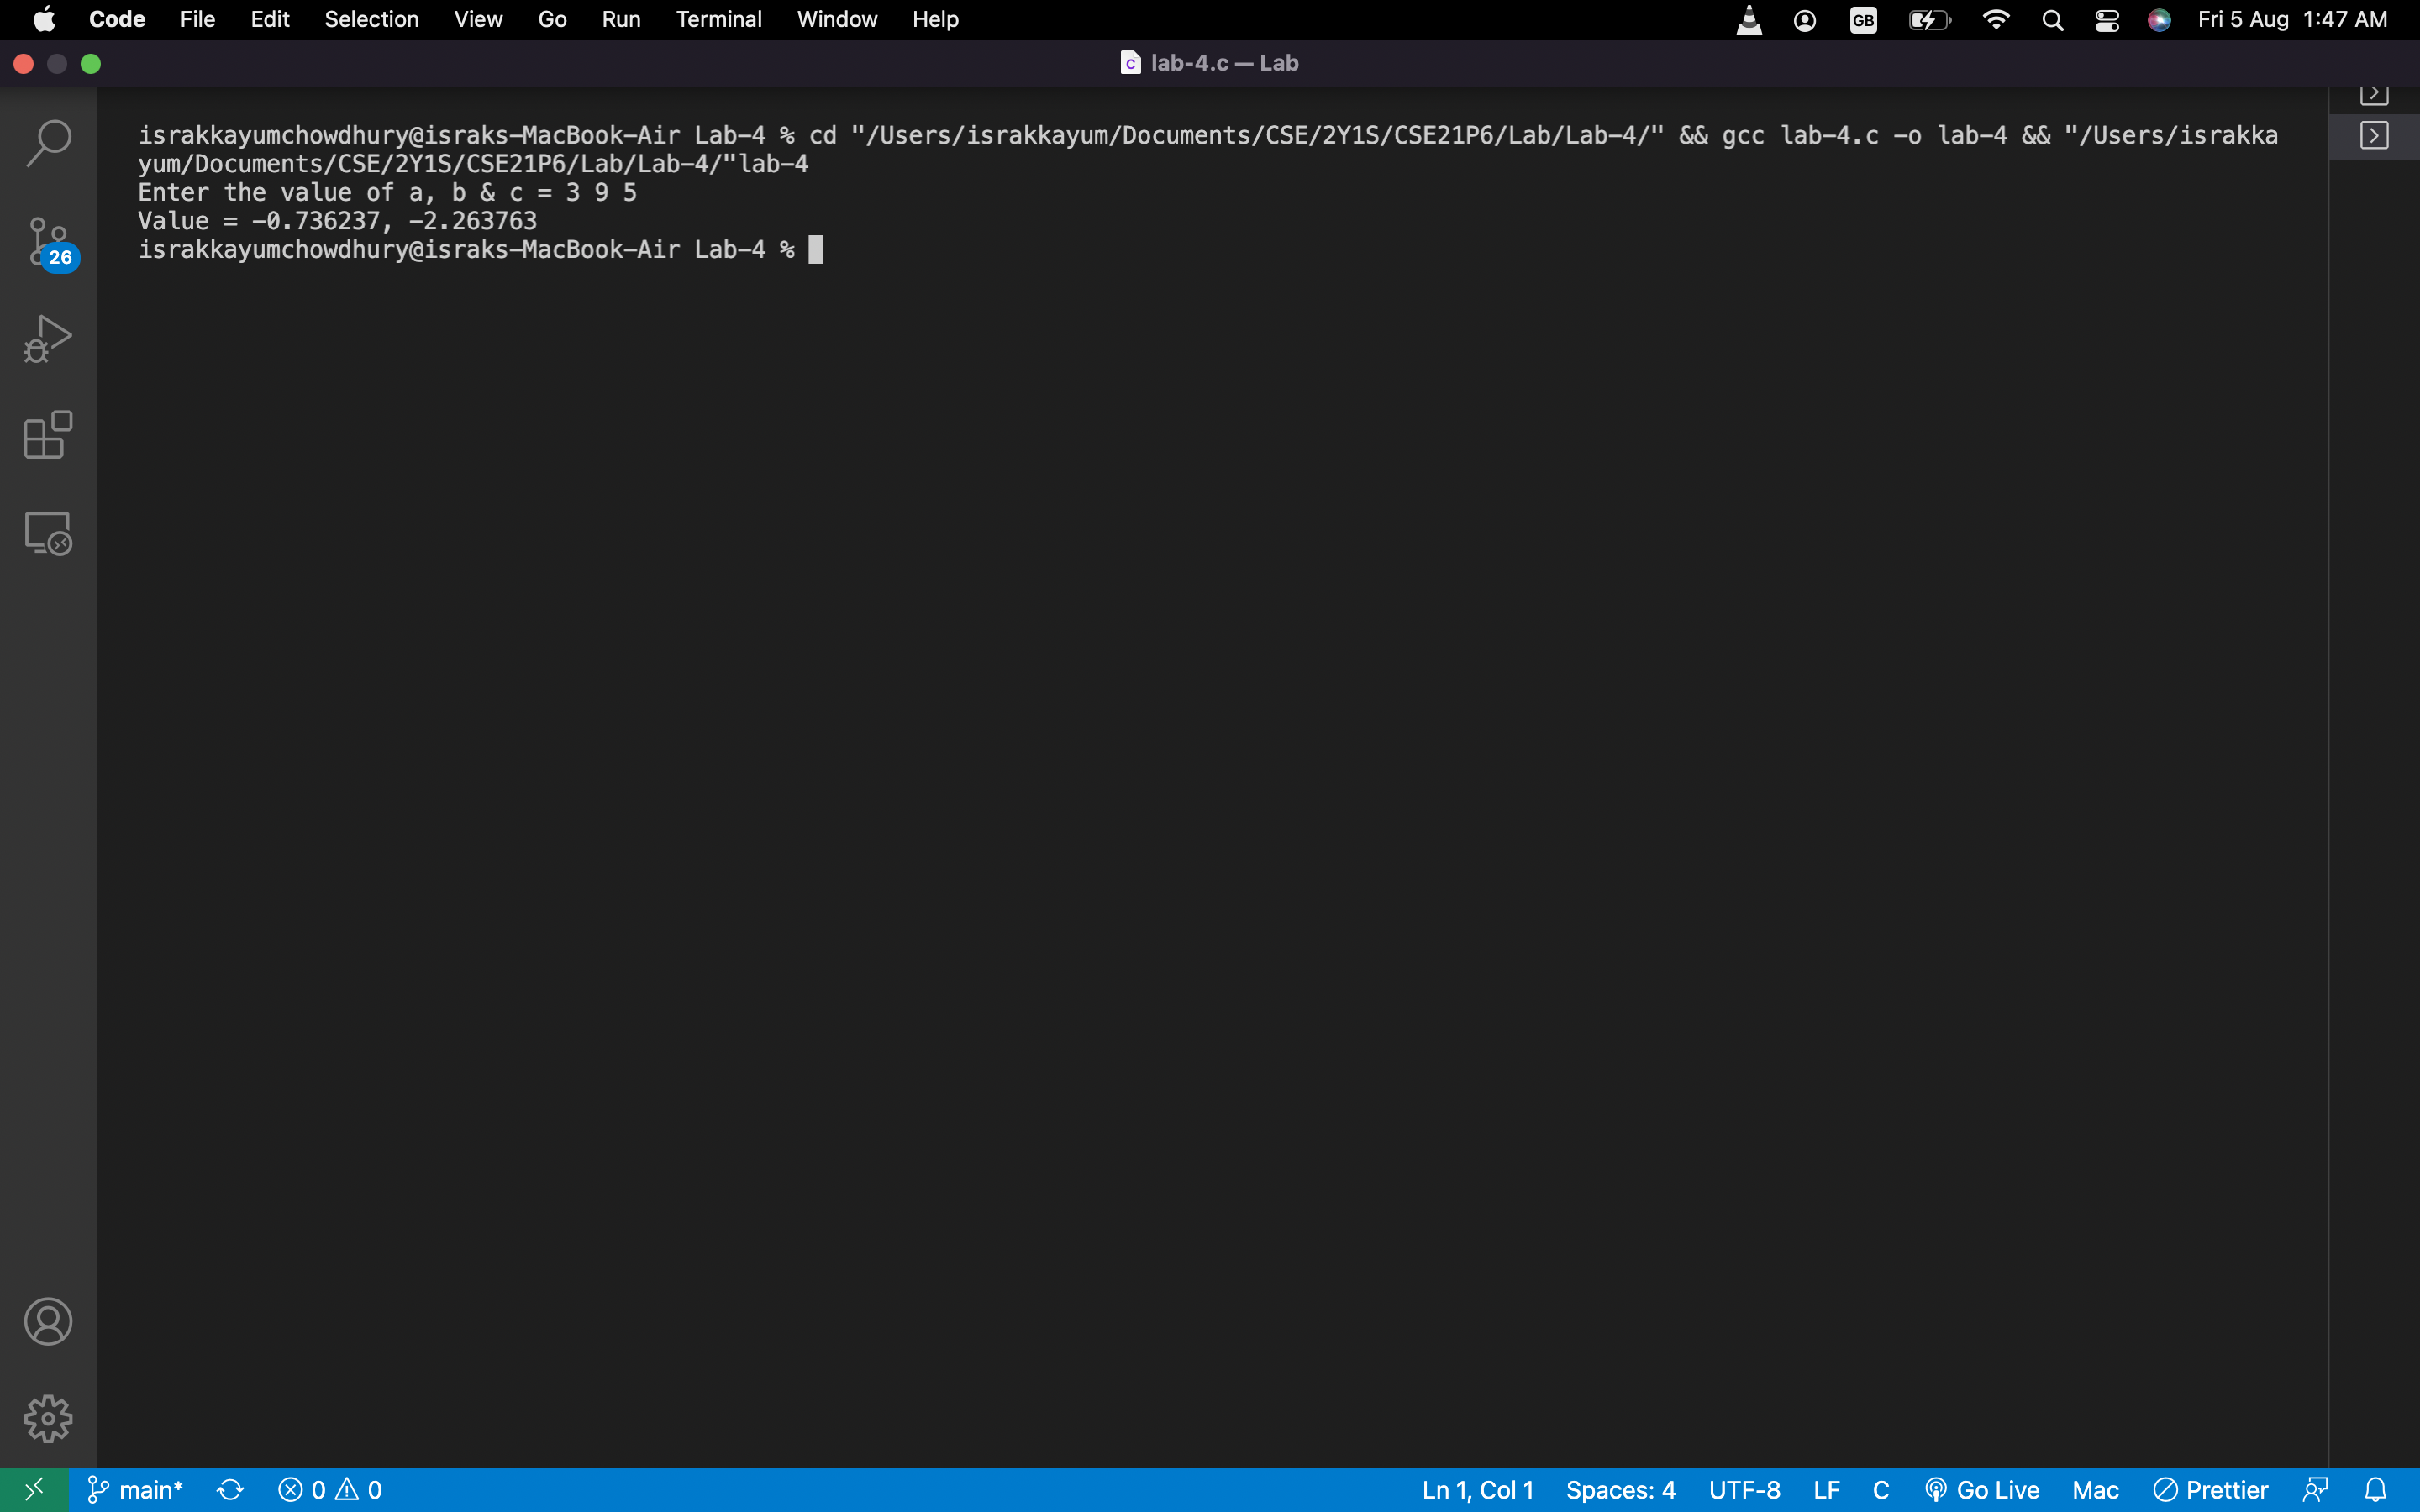 Code File Edit Selection View Go Run Terminal Window Help GB Fri 5 Aug 1:47 AM
C lab-4.c — Lab
israkkayumchowdhury@israks-MacBook-Air Lab-4 % cd "/Users/israkkayum/Documents/CSE/2Y1S/CSE21P6/Lab/Lab-4/" && gcc lab-4.c -o lab-4 && "/Users/israkka
yum/Documents/CSE/2Y1S/CSE21P6/Lab/Lab-4/"lab-4
Enter the value of a, b & c = 3 9 5
Value = -0.736237, -2.263763
israkkayumchowdhury@israks-MacBook-Air Lab-4 %
26
main* 0 0 Ln 1, Col 1 Spaces: 4 UTF-8 LF C Go Live Mac Prettier